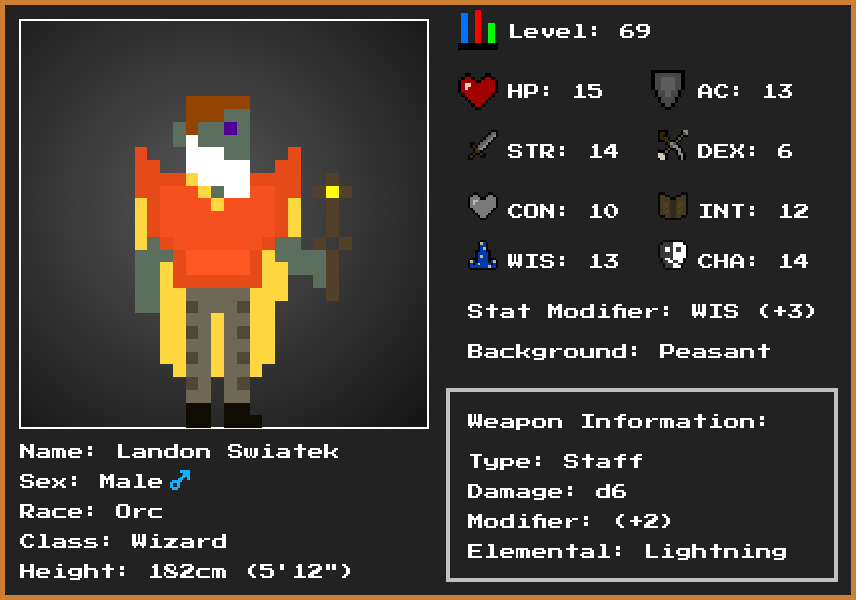 Level: 69
HP: 15 AC: 13
STR: 14 DEX: 6
CON: 10 INT: 12
WIS: 13 CHA: 14
Stat Modifier: WIS (+3)
Background: Peasant
Weapon Information:
Type: Staff
Damage: d6
Modifier: (+2)
Elemental: Lightning
Name: Landon Swiatek
Sex: Male♂
Race: Orc
Class: Wizard
Height: 182cm (5'12")